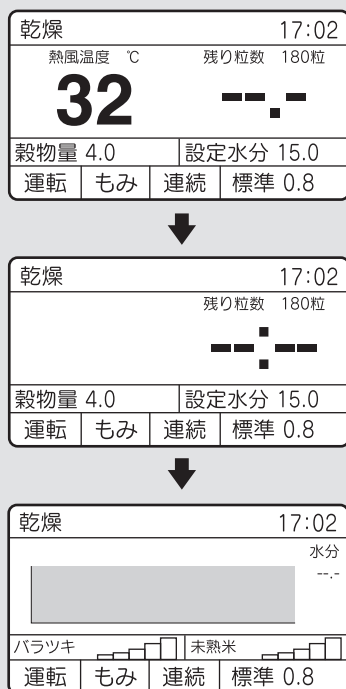 乾燥 17:02
熱風温度 ℃ 残り粒数 180粒
32 --.-
穀物量 4.0 設定水分 15.0
運転 もみ 連続 標準 0.8
乾燥 17:02
残り粒数 180粒
--:--
穀物量 4.0 設定水分 15.0
運転 もみ 連続 標準 0.8
乾燥 17:02
水分
--.-
バラツキ 未熟米
運転 もみ 連続 標準 0.8